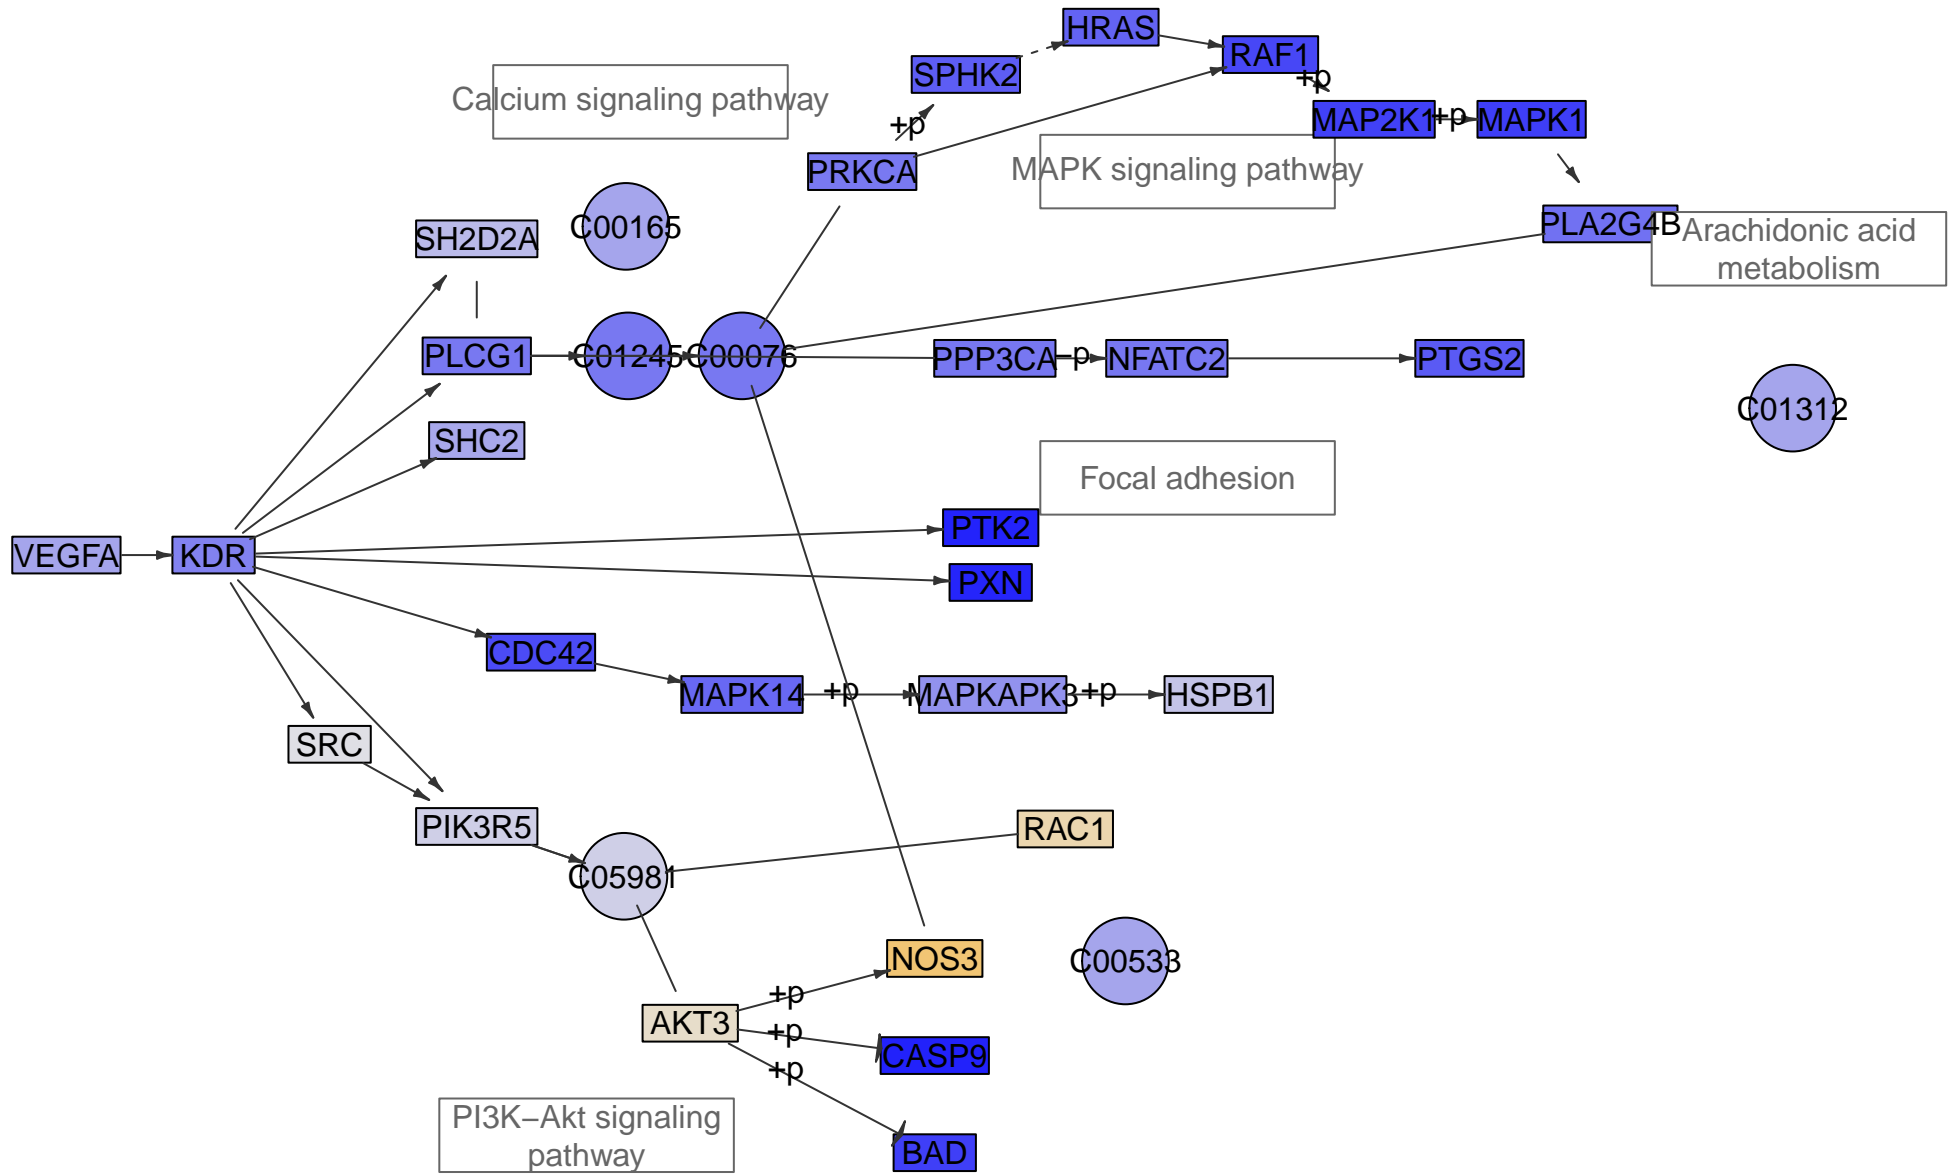 HRAS
RAF1
SPHK2
+p
Calcium signaling pathway
MAP2K1
+p
MAPK1
+p
PRKCA
MAPK signaling pathway
C00165
SH2D2A
PLA2G4B
Arachidonic acid
metabolism
PLCG1
C01245
C00076
PPP3CA
−p
NFATC2
PTGS2
C01312
SHC2
Focal adhesion
PTK2
VEGFA
KDR
PXN
CDC42
MAPK14
+p
MAPKAPK3
+p
HSPB1
SRC
PIK3R5
RAC1
C05981
NOS3
C00533
+p
AKT3
+p
CASP9
+p
PI3K−Akt signaling
pathway
BAD